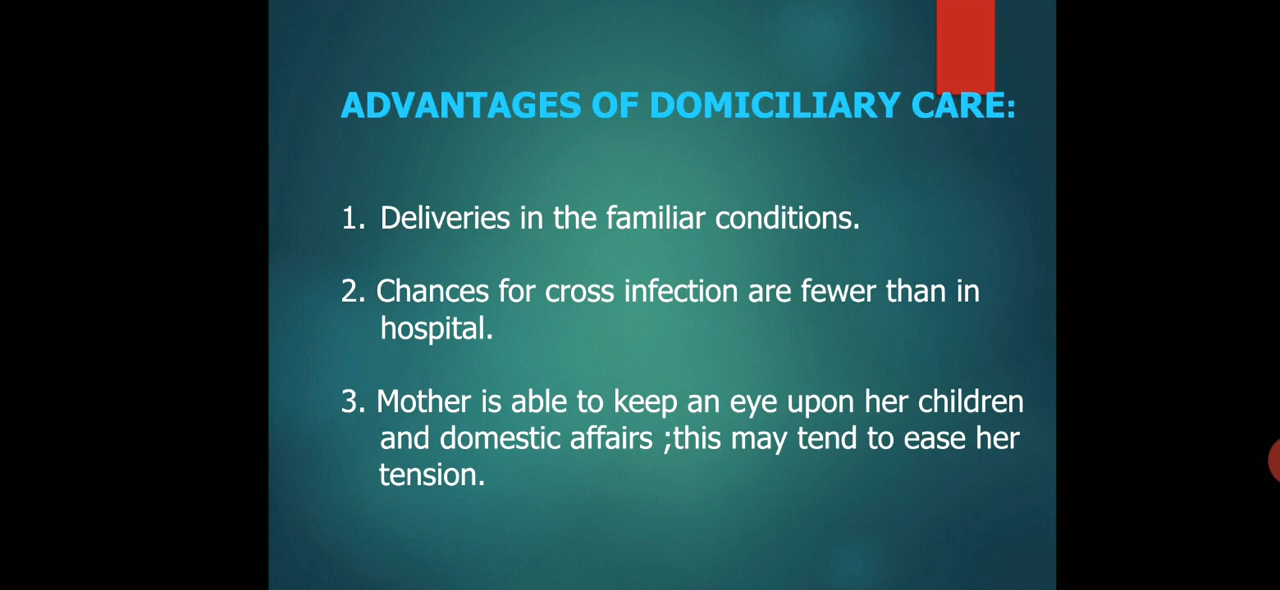 ADVANTAGES OF DOMICILIARY CARE:
1. Deliveries in the familiar conditions.
2. Chances for cross infection are fewer than in
hospital.
3. Mother is able to keep an eye upon her children
and domestic affairs ;this may tend to ease her
tension.